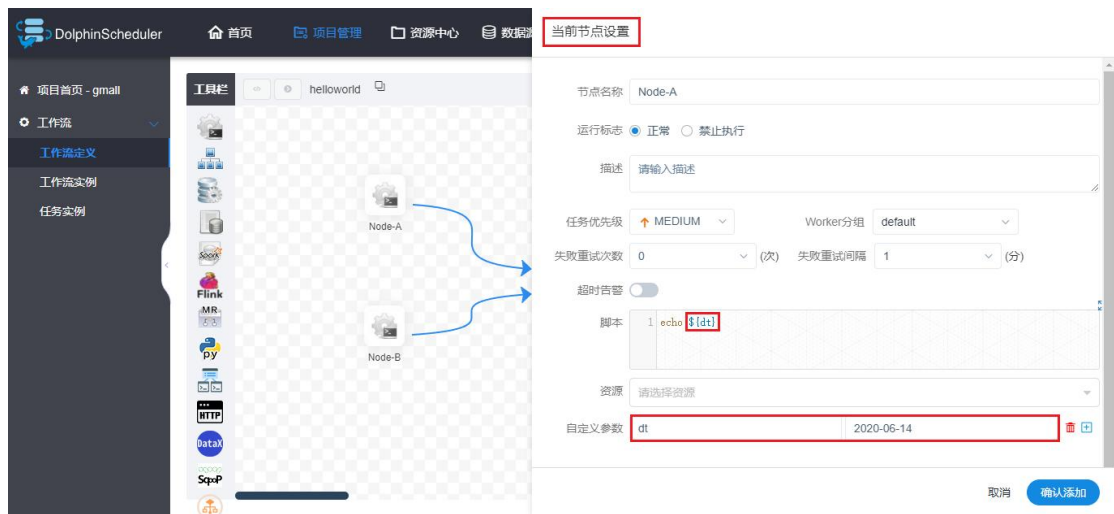 DolphinScheduler
首页
项目管理
资源中心
数据源
当前节点设置
项目首页 - gmall
工作流
工作流定义
工作流实例
任务实例
工具栏
helloworld
Spark
Flink
MR
py
HTTP
DataX
Sqoop
Node-A
Node-B
节点名称 Node-A
运行标志 正常 禁止执行
描述 请输入描述
任务优先级 MEDIUM Worker分组 default
失败重试次数 0 (次) 失败重试间隔 1 (分)
超时告警
脚本 1 echo ${dt}
资源 请选择资源
自定义参数 dt 2020-06-14
取消 确认添加